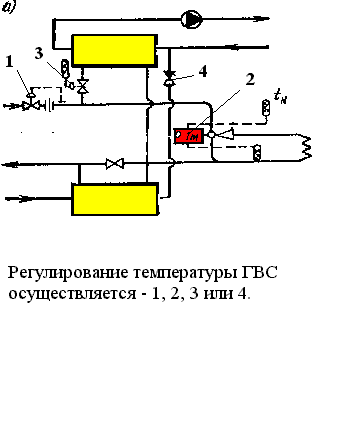 а)
3
1
4
2
tн
Регулирование температуры ГВС
осуществляется - 1, 2, 3 или 4.